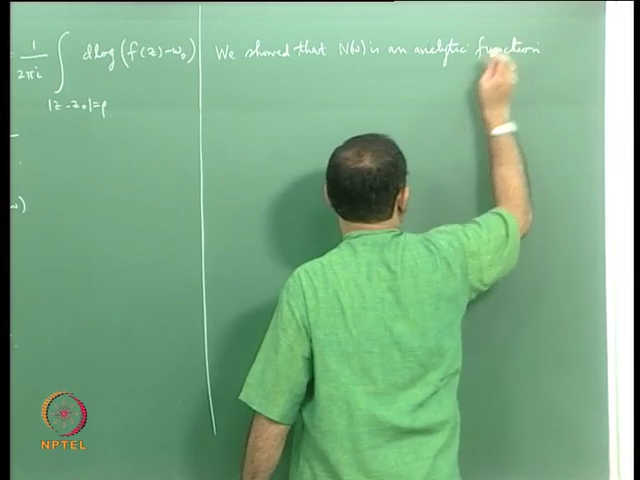 = 1/2πi ∫_{|z-z₀|=ρ} dlog(f(z)-w₀)
w)
We showed that N(w) is an analytic function
NPTEL